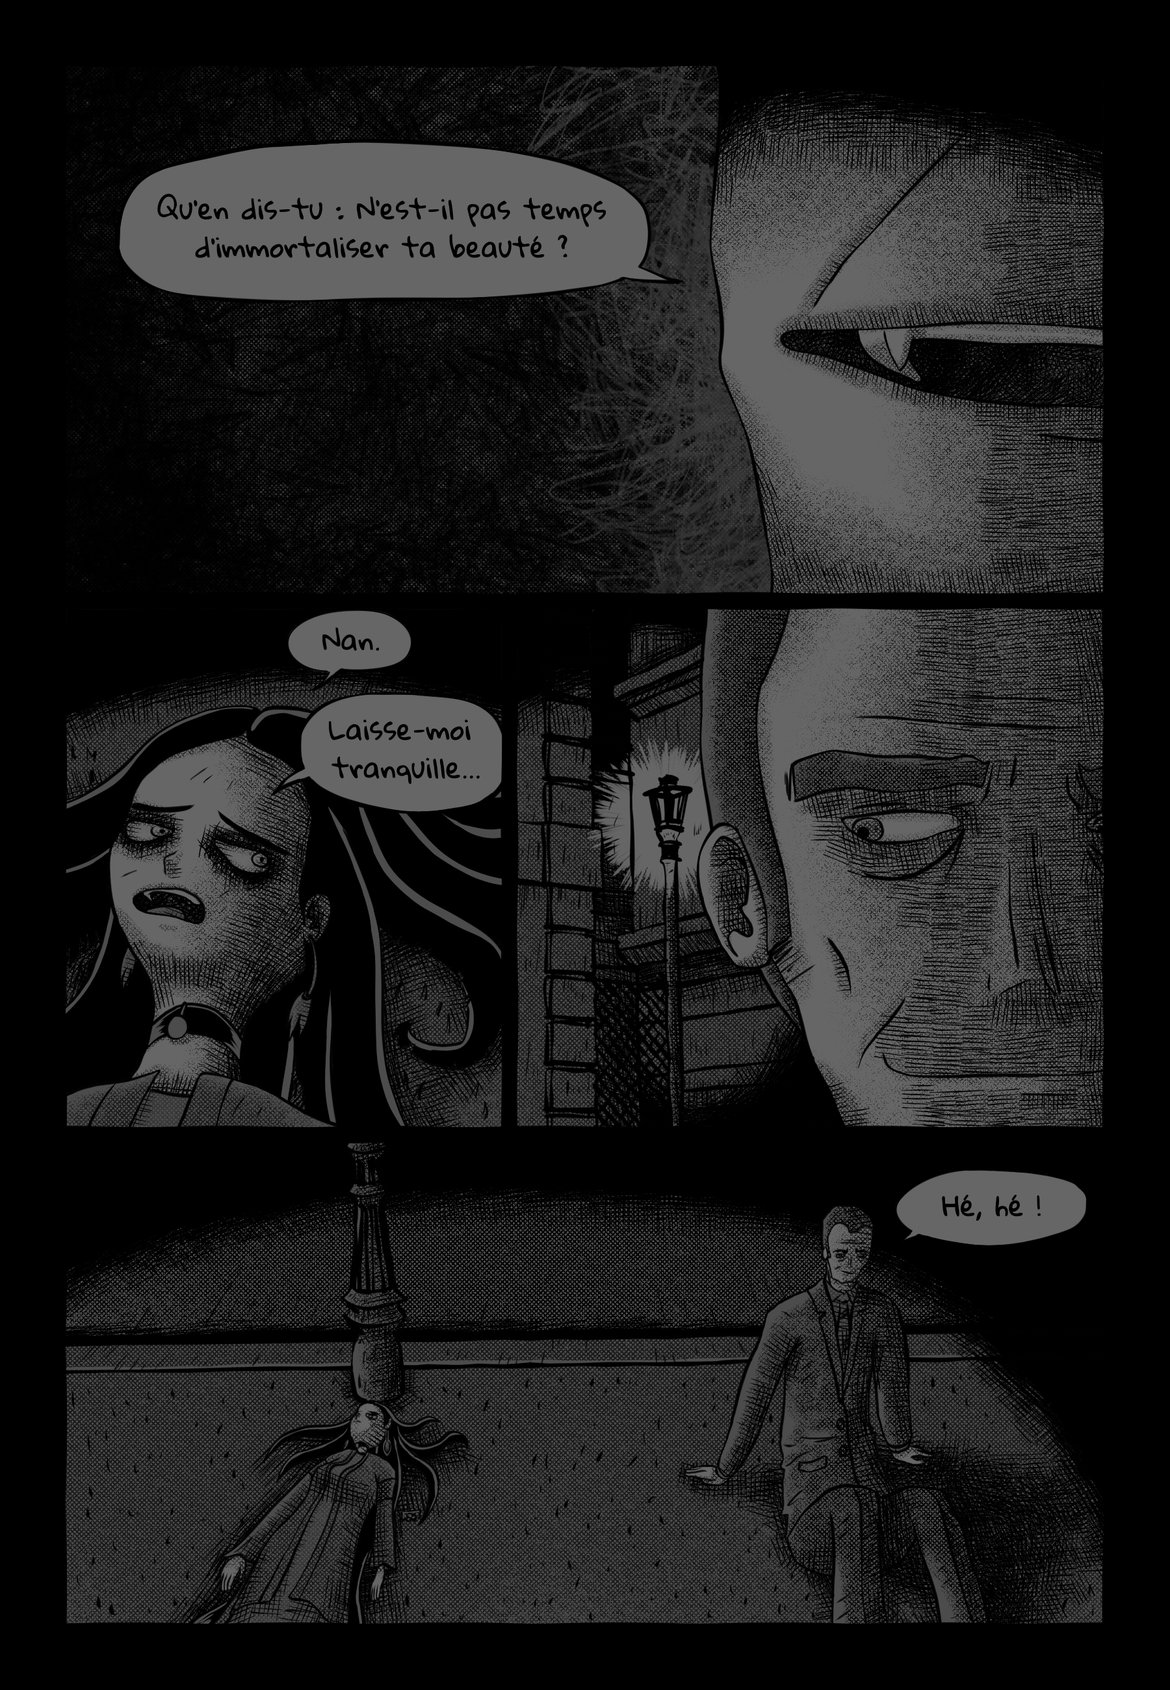 Qu'en dis-tu : N'est-il pas temps
d'immortaliser ta beauté ?
Nan.
Laisse-moi
tranquille...
Hé, hé !